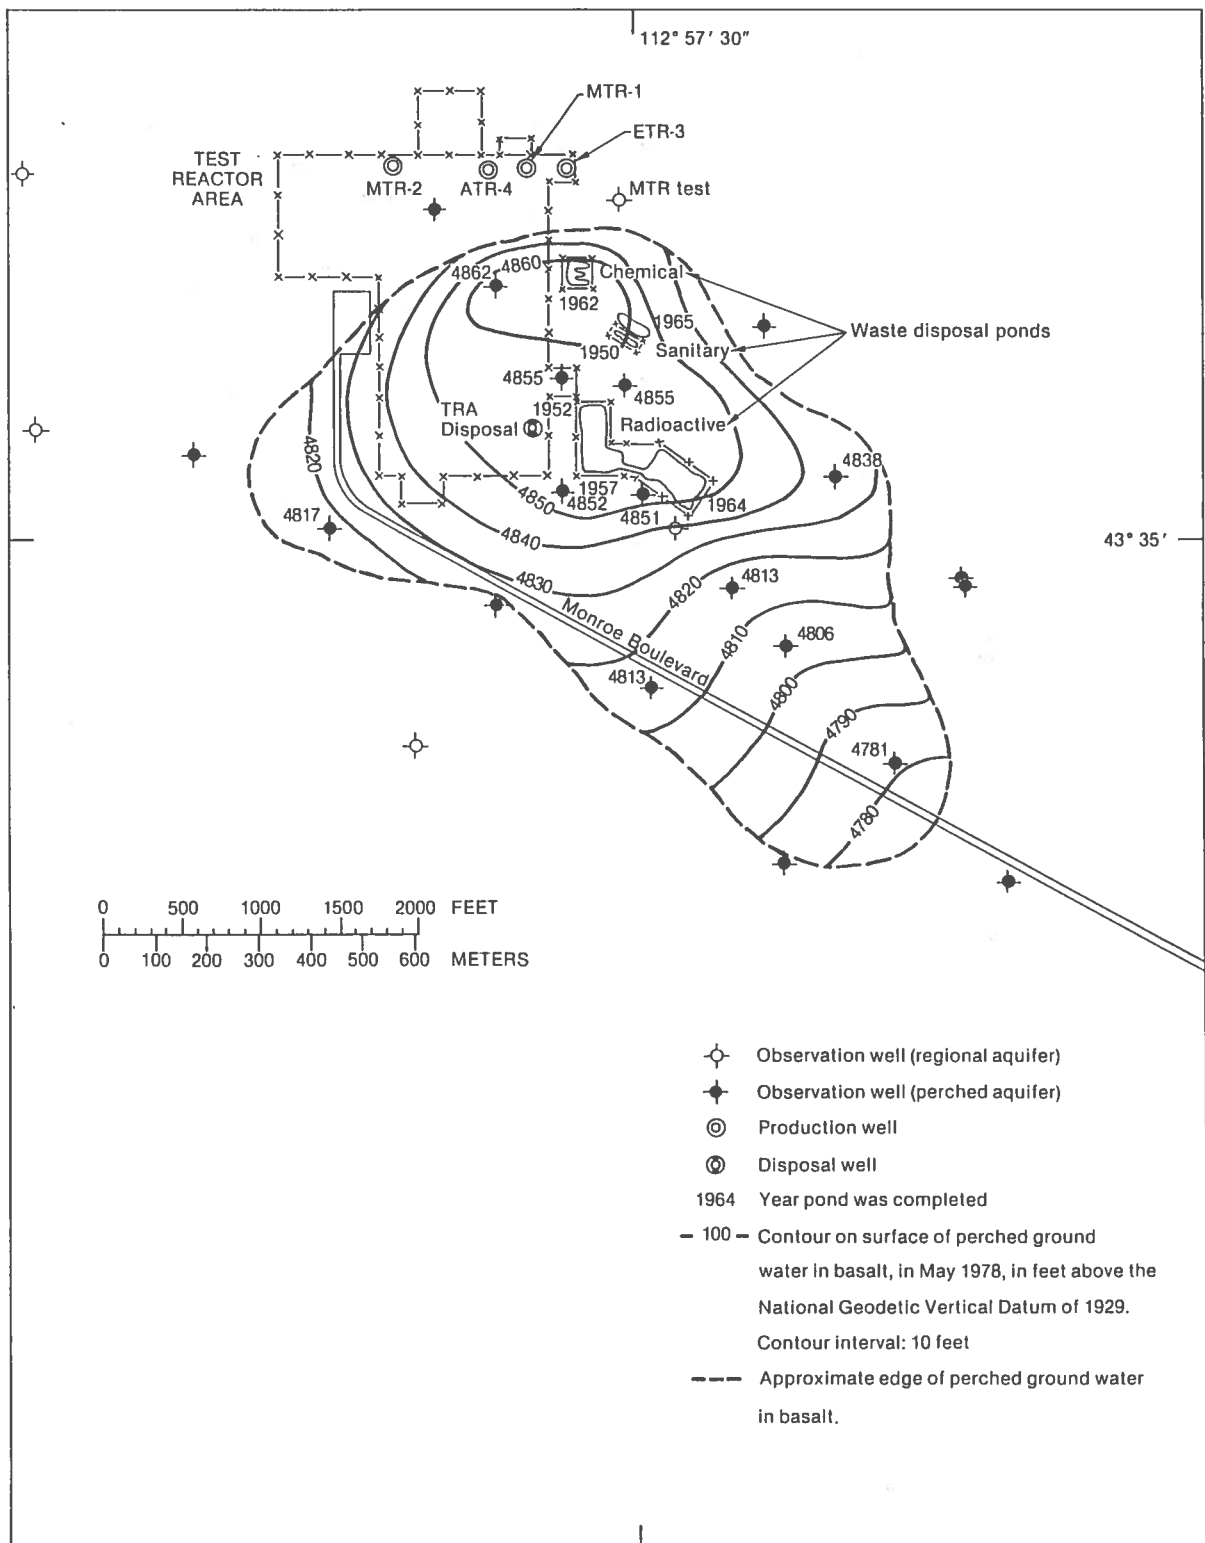 112° 57′ 30″
MTR-1
ETR-3
TEST
REACTOR
AREA
MTR-2
ATR-4
MTR test
4862
4860
Chemical
1962
1965
1950
Sanitary
Waste disposal ponds
4855
4855
1952
TRA
Disposal
Radioactive
4820
4838
1957
4852
4851
1964
4850
4817
4840
43° 35′
4830
4820
4813
Monroe Boulevard
4810
4806
4813
4800
4790
4781
4780
0 500 1000 1500 2000 FEET
0 100 200 300 400 500 600 METERS
Observation well (regional aquifer)
Observation well (perched aquifer)
Production well
Disposal well
1964 Year pond was completed
– 100 – Contour on surface of perched ground
water in basalt, in May 1978, in feet above the
National Geodetic Vertical Datum of 1929.
Contour interval: 10 feet
Approximate edge of perched ground water
in basalt.